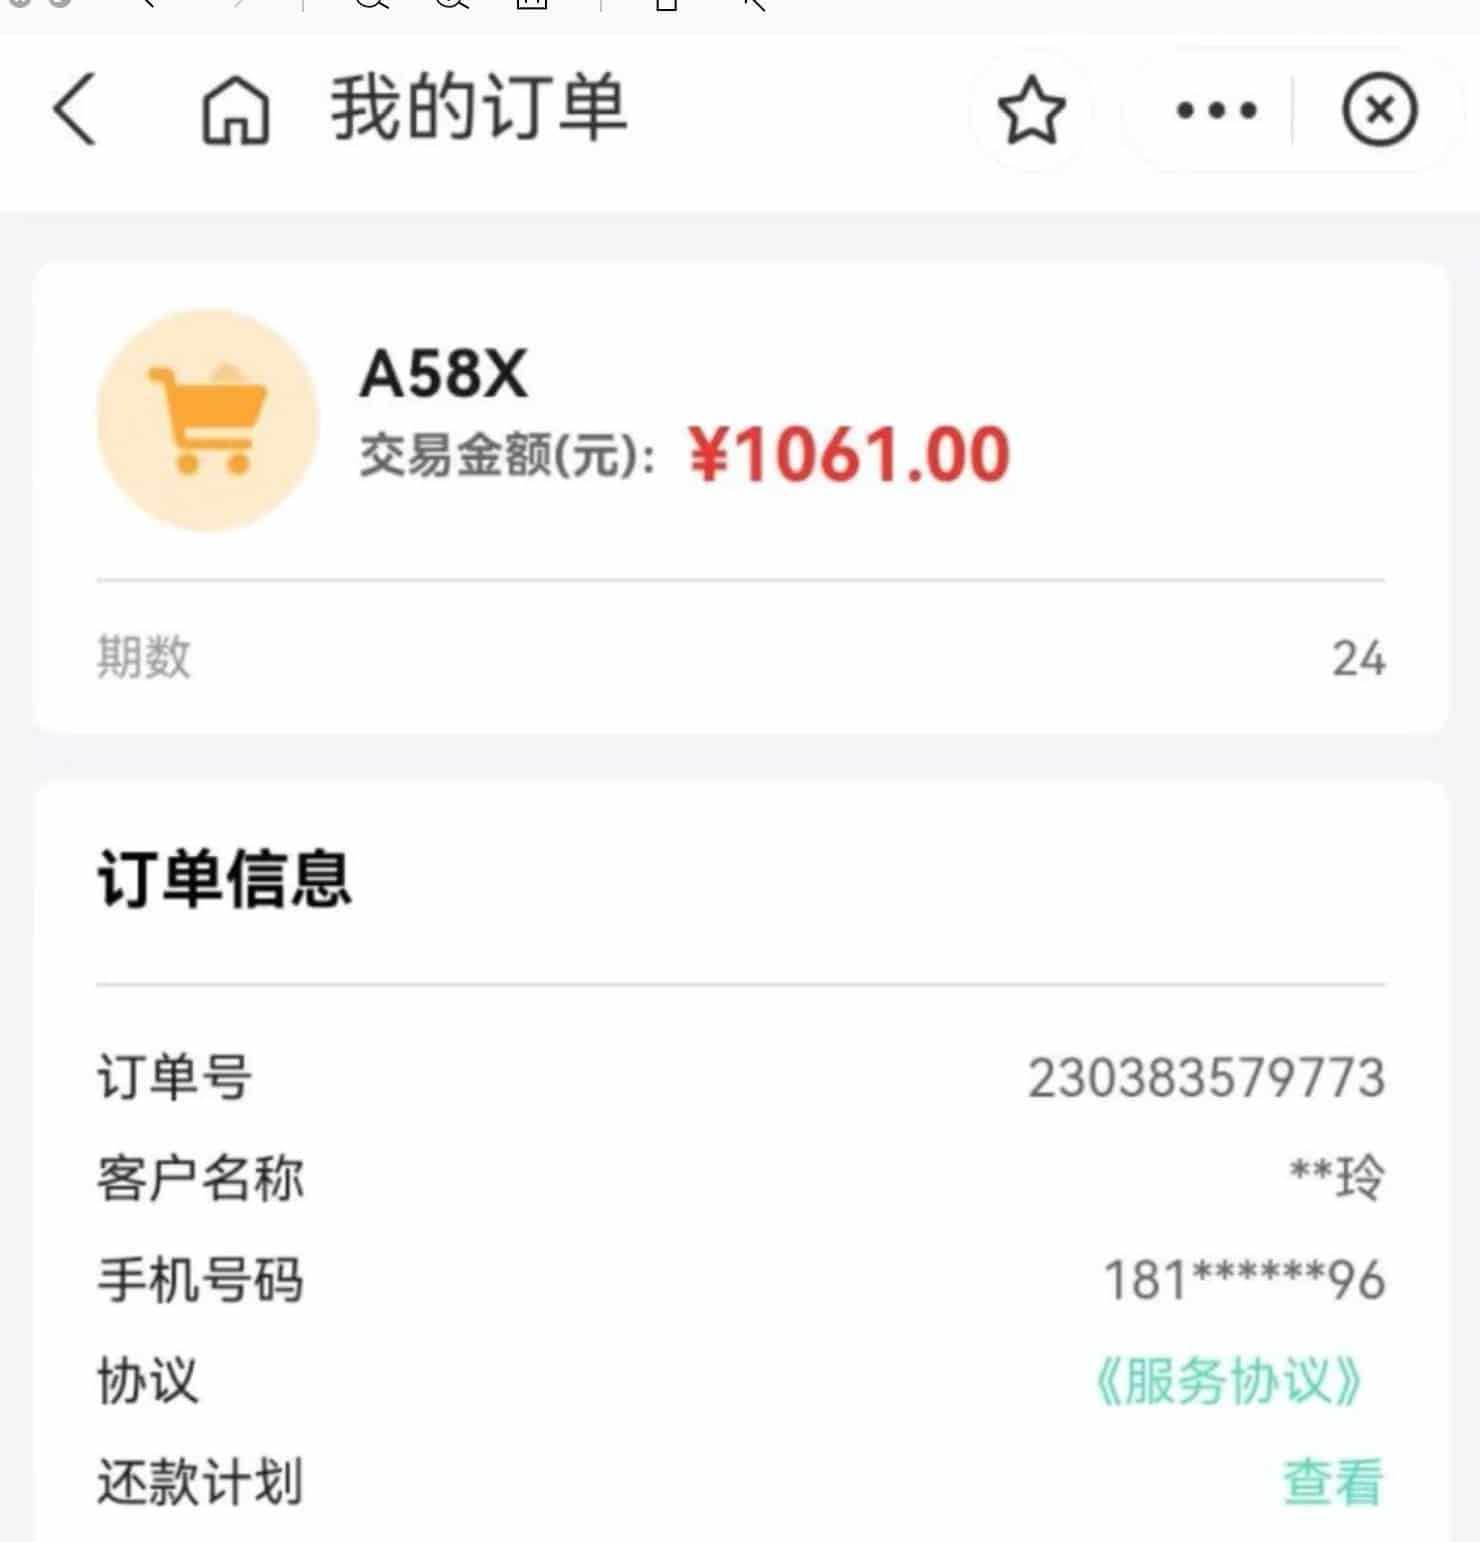 我的订单
A58X
交易金额(元): ¥1061.00
期数 24
订单信息
订单号 230383579773
客户名称 **玲
手机号码 181******96
协议 《服务协议》
还款计划 查看